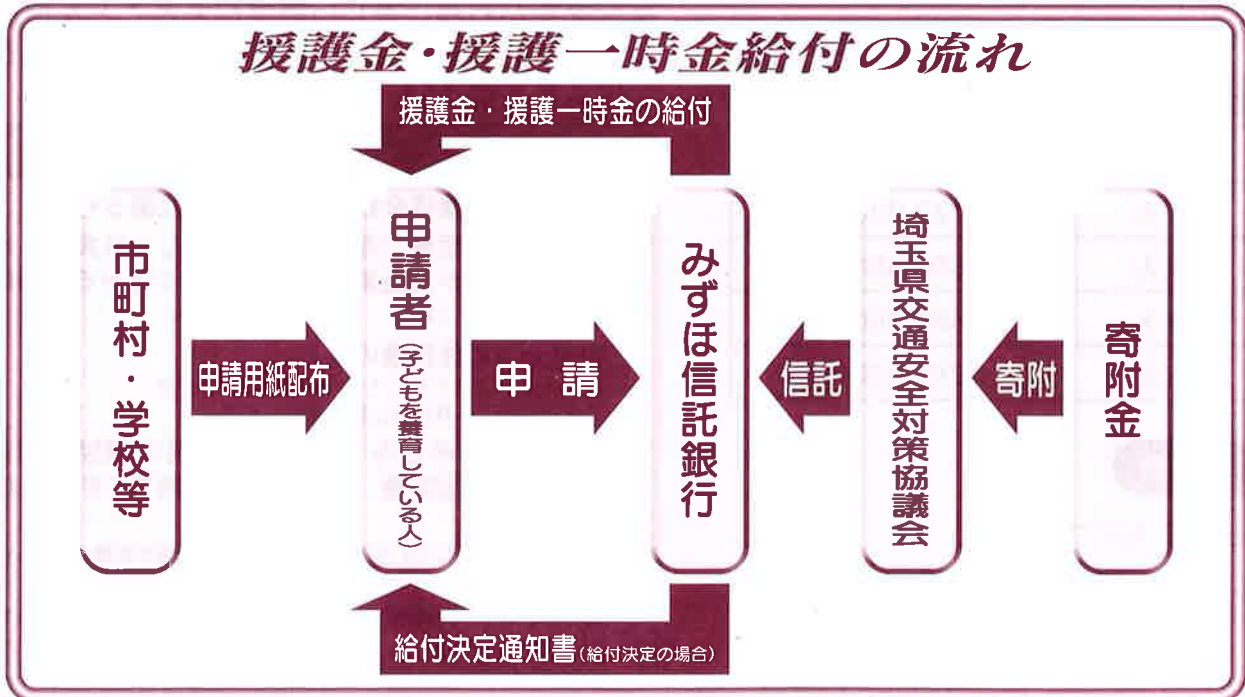 援護金・援護一時金給付の流れ
援護金・援護一時金の給付
市町村・学校等
申請用紙配布
申請者(子どもを養育している人)
申請
みずほ信託銀行
信託
埼玉県交通安全対策協議会
寄附
寄附金
給付決定通知書(給付決定の場合)